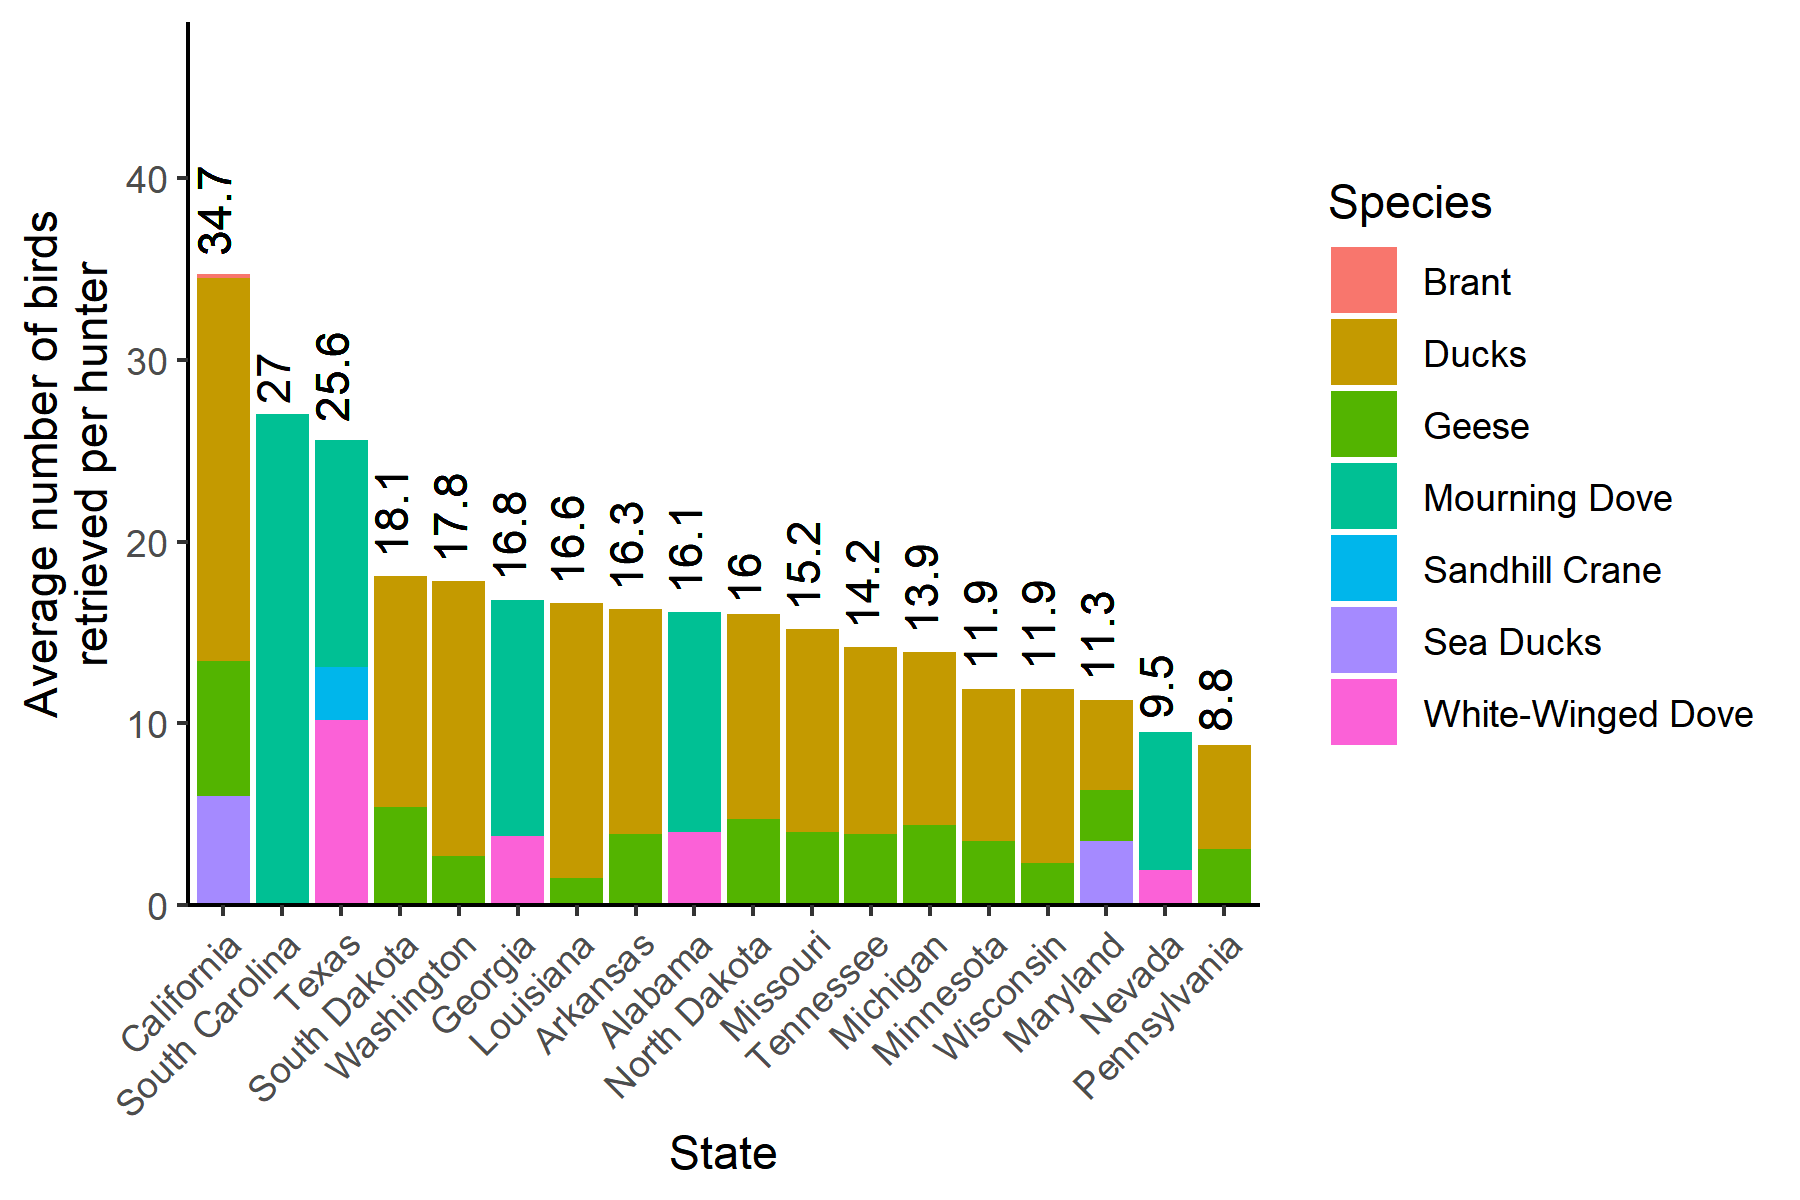 Average number of birds
retrieved per hunter
40
30
20
10
0
34.7
27
25.6
18.1
17.8
16.8
16.6
16.3
16.1
16
15.2
14.2
13.9
11.9
11.9
11.3
9.5
8.8
California
South Carolina
Texas
South Dakota
Washington
Georgia
Louisiana
Arkansas
Alabama
North Dakota
Missouri
Tennessee
Michigan
Minnesota
Wisconsin
Maryland
Nevada
Pennsylvania
State
Species
Brant
Ducks
Geese
Mourning Dove
Sandhill Crane
Sea Ducks
White-Winged Dove